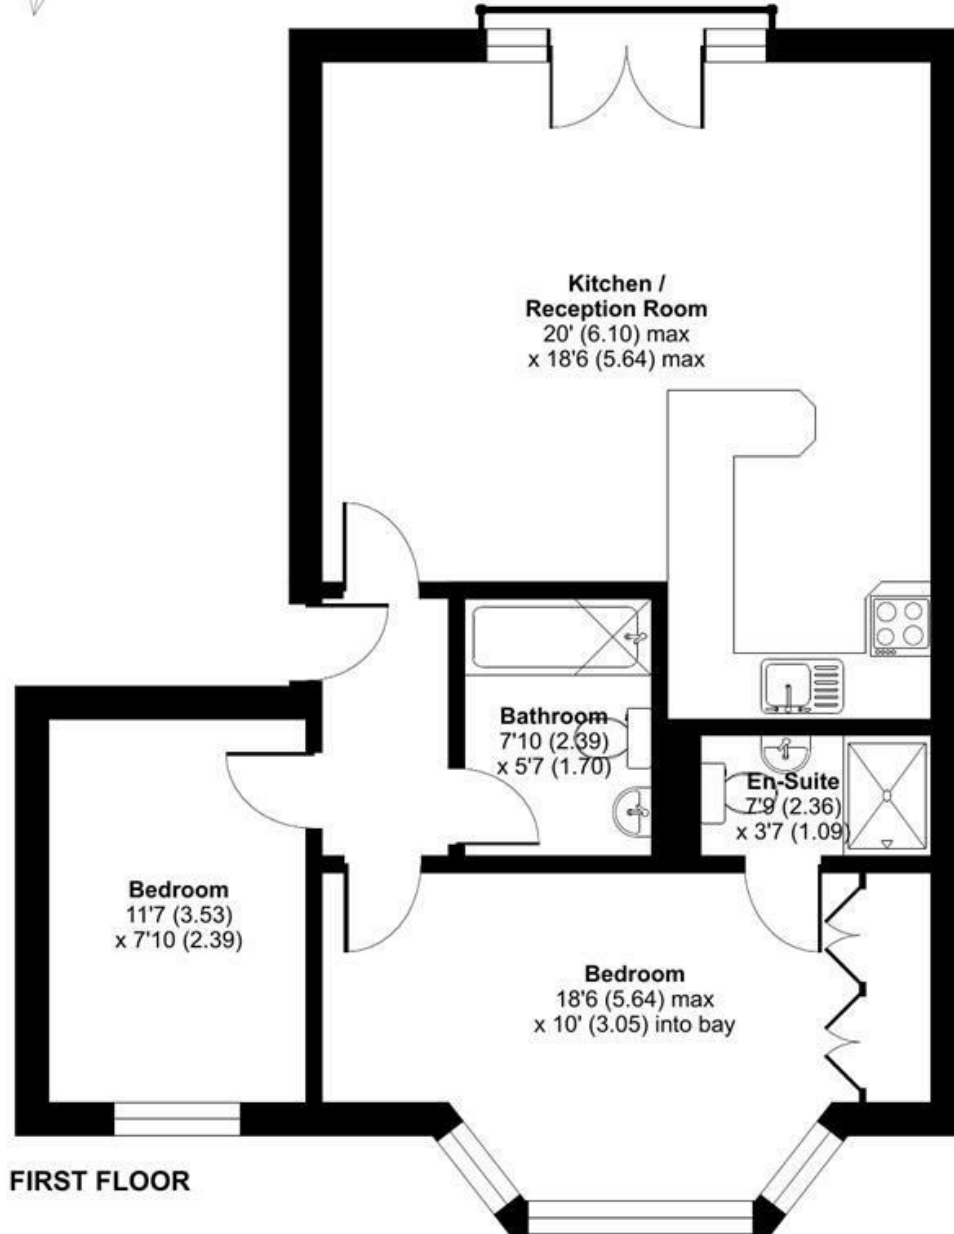 Kitchen /
Reception Room
20' (6.10) max
x 18'6 (5.64) max
Bathroom
7'10 (2.39)
x 5'7 (1.70)
En-Suite
7'9 (2.36)
x 3'7 (1.09)
Bedroom
11'7 (3.53)
x 7'10 (2.39)
Bedroom
18'6 (5.64) max
x 10' (3.05) into bay
FIRST FLOOR